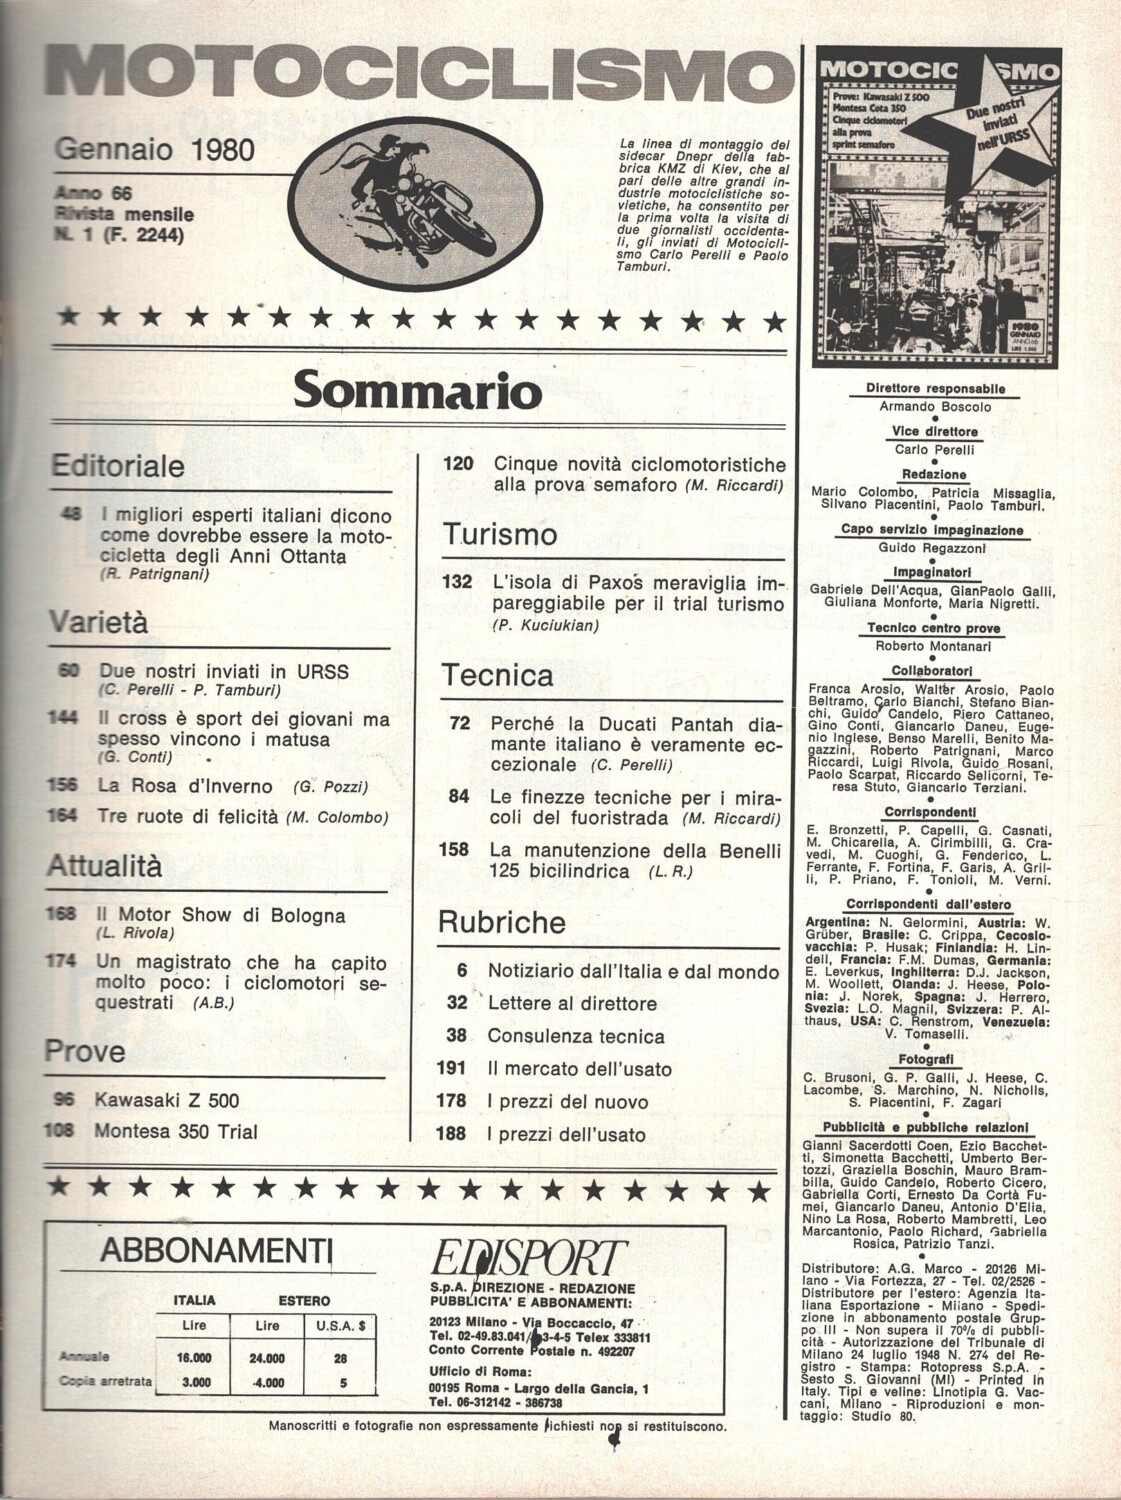 MOTOCICLISMO
Gennaio 1980
Anno 66
Rivista mensile
N. 1 (F. 2244)
La linea di montaggio del
sidecar Dnepr della fab-
brica KMZ di Kiev, che al
pari delle altre grandi in-
dustrie motociclistiche so-
vietiche, ha consentito per
la prima volta la visita di
due giornalisti occidenta-
li, gli inviati di Motocicli-
smo Carlo Perelli e Paolo
Tamburi.
Sommario
Editoriale
48 I migliori esperti italiani dicono
come dovrebbe essere la moto-
cicletta degli Anni Ottanta
(R. Patrignani)
Varietà
60 Due nostri inviati in URSS
(C. Perelli - P. Tamburi)
144 Il cross è sport dei giovani ma
spesso vincono i matusa
(G. Conti)
156 La Rosa d'Inverno (G. Pozzi)
164 Tre ruote di felicità (M. Colombo)
Attualità
168 Il Motor Show di Bologna
(L. Rivola)
174 Un magistrato che ha capito
molto poco: i ciclomotori se-
questrati (A.B.)
Prove
96 Kawasaki Z 500
108 Montesa 350 Trial
120 Cinque novità ciclomotoristiche
alla prova semaforo (M. Riccardi)
Turismo
132 L'isola di Paxos meraviglia im-
pareggiabile per il trial turismo
(P. Kuciukian)
Tecnica
72 Perché la Ducati Pantah dia-
mante italiano è veramente ec-
cezionale (C. Perelli)
84 Le finezze tecniche per i mira-
coli del fuoristrada (M. Riccardi)
158 La manutenzione della Benelli
125 bicilindrica (L.R.)
Rubriche
6 Notiziario dall'Italia e dal mondo
32 Lettere al direttore
38 Consulenza tecnica
191 Il mercato dell'usato
178 I prezzi del nuovo
188 I prezzi dell'usato
ABBONAMENTI
ITALIA ESTERO
Lire Lire U.S.A. $
Annuale 16.000 24.000 28
Copia arretrata 3.000 4.000 5
EDISPORT
S.p.A. DIREZIONE - REDAZIONE
PUBBLICITA' E ABBONAMENTI:
20123 Milano - Via Boccaccio, 47
Tel. 02-49.83.041/3-4-5 Telex 333811
Conto Corrente Postale n. 492207
Ufficio di Roma:
00195 Roma - Largo della Gancia, 1
Tel. 06-312142 - 386738
Manoscritti e fotografie non espressamente richiesti non si restituiscono.
MOTOCIC SMO
Prove: Kawasaki Z 500
Montesa Cota 350
Cinque ciclomotori
alla prova
sprint semaforo
Due nostri
inviati
nell'URSS
1980
GENNAIO
ANNO 66
LIRE 1.500
Direttore responsabile
Armando Boscolo
Vice direttore
Carlo Perelli
Redazione
Mario Colombo, Patricia Missaglia,
Silvano Piacentini, Paolo Tamburi.
Capo servizio impaginazione
Guido Regazzoni
Impaginatori
Gabriele Dell'Acqua, GianPaolo Galli,
Giuliana Monforte, Maria Nigretti.
Tecnico centro prove
Roberto Montanari
Collaboratori
Franca Arosio, Walter Arosio, Paolo
Beltramo, Carlo Bianchi, Stefano Bian-
chi, Guido Candelo, Piero Cattaneo,
Gino Conti, Giancarlo Daneu, Euge-
nio Inglese, Benso Marelli, Benito Ma-
gazzini, Roberto Patrignani, Marco
Riccardi, Luigi Rivola, Guido Rosani,
Paolo Scarpat, Riccardo Selicorni, Te-
resa Stuto, Giancarlo Terziani.
Corrispondenti
E. Bronzetti, P. Capelli, G. Casnati,
M. Chicarella, A. Cirimbilli, G. Cra-
vedi, M. Cuoghi, G. Fenderico, L.
Ferrante, F. Fortina, F. Garis, A. Gril-
li, P. Priano, F. Tonioli, M. Verni.
Corrispondenti dall'estero
Argentina: N. Gelormini, Austria: W.
Grüber, Brasile: C. Crippa, Cecoslo-
vacchia: P. Husak; Finlandia: H. Lin-
dell, Francia: F.M. Dumas, Germania:
E. Leverkus, Inghilterra: D.J. Jackson,
M. Woollett, Olanda: J. Heese, Polo-
nia: J. Norek, Spagna: J. Herrero,
Svezia: L.O. Magnil, Svizzera: P. Al-
thaus, USA: C. Renstrom, Venezuela:
V. Tomaselli.
Fotografi
C. Brusoni, G. P. Galli, J. Heese, C.
Lacombe, S. Marchino, N. Nicholls,
S. Piacentini, F. Zagari
Pubblicità e pubbliche relazioni
Gianni Sacerdotti Coen, Ezio Bacchet-
ti, Simonetta Bacchetti, Umberto Ber-
tozzi, Graziella Boschin, Mauro Bram-
billa, Guido Candelo, Roberto Cicero,
Gabriella Corti, Ernesto Da Cortà Fu-
mei, Giancarlo Daneu, Antonio D'Elia,
Nino La Rosa, Roberto Mambretti, Leo
Marcantonio, Paolo Richard, Gabriella
Rosica, Patrizio Tanzi.
Distributore: A.G. Marco - 20126 Mi-
lano - Via Fortezza, 27 - Tel. 02/2526 -
Distributore per l'estero: Agenzia Ita-
liana Esportazione - Milano - Spedi-
zione in abbonamento postale Grup-
po III - Non supera il 70% di pubbli-
cità - Autorizzazione del Tribunale di
Milano 24 luglio 1948 N. 274 del Re-
gistro - Stampa: Rotopress S.p.A. -
Sesto S. Giovanni (MI) - Printed in
Italy. Tipi e veline: Linotipia G. Vac-
cani, Milano - Riproduzioni e mon-
taggio: Studio 80.